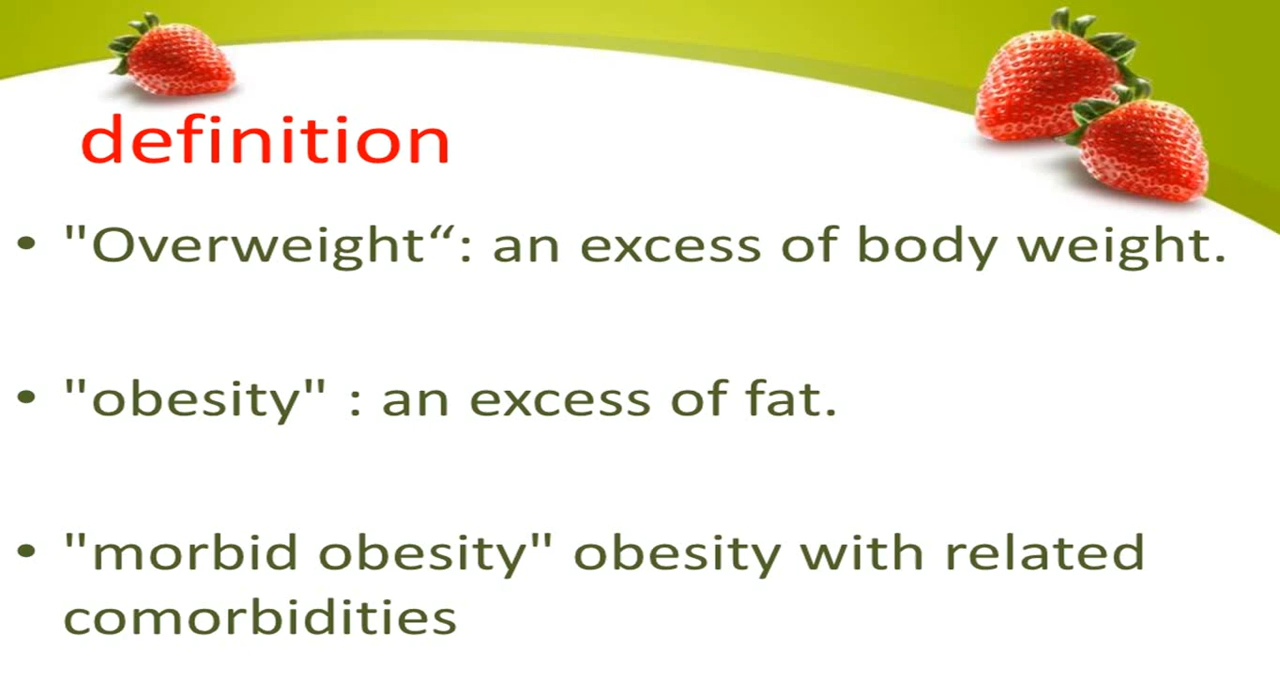 definition
• "Overweight“: an excess of body weight.
• "obesity" : an excess of fat.
• "morbid obesity" obesity with related
comorbidities